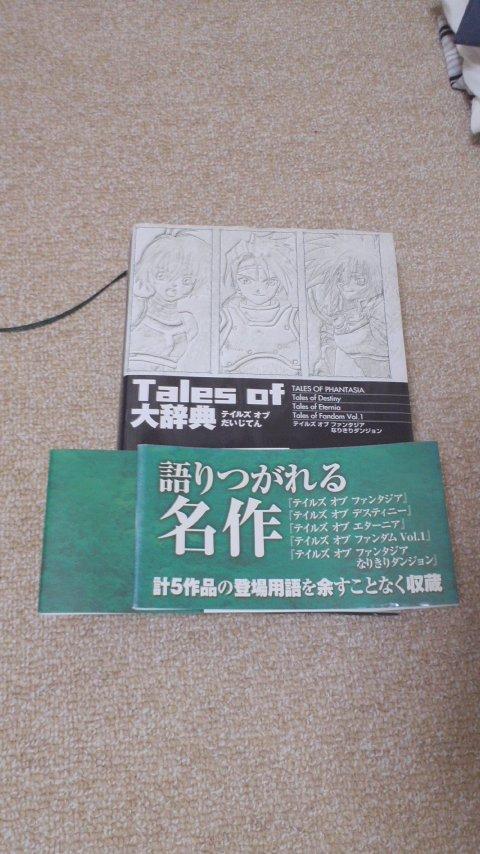 Tales of
大辞典
テイルズ オブ
だいじてん
TALES OF PHANTASIA
Tales of Destiny
Tales of Eternia
Tales of Fandom Vol.1
テイルズ オブ ファンタジア
なりきりダンジョン
語りつがれる
名作
『テイルズ オブ ファンタジア』
『テイルズ オブ デスティニー』
『テイルズ オブ エターニア』
『テイルズ オブ ファンダム Vol.1』
『テイルズ オブ ファンタジア
なりきりダンジョン』
計5作品の登場用語を余すことなく収蔵